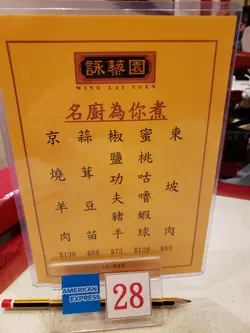 詠藜園
WING LAI YUEN
名廚為你煮
東坡肉
蜜桃咕嚕蝦球
椒鹽功夫豬手
蒜茸豆苗
京燒羊肉
$138 $88 $73 $128 $63
AMERICAN EXPRESS
28